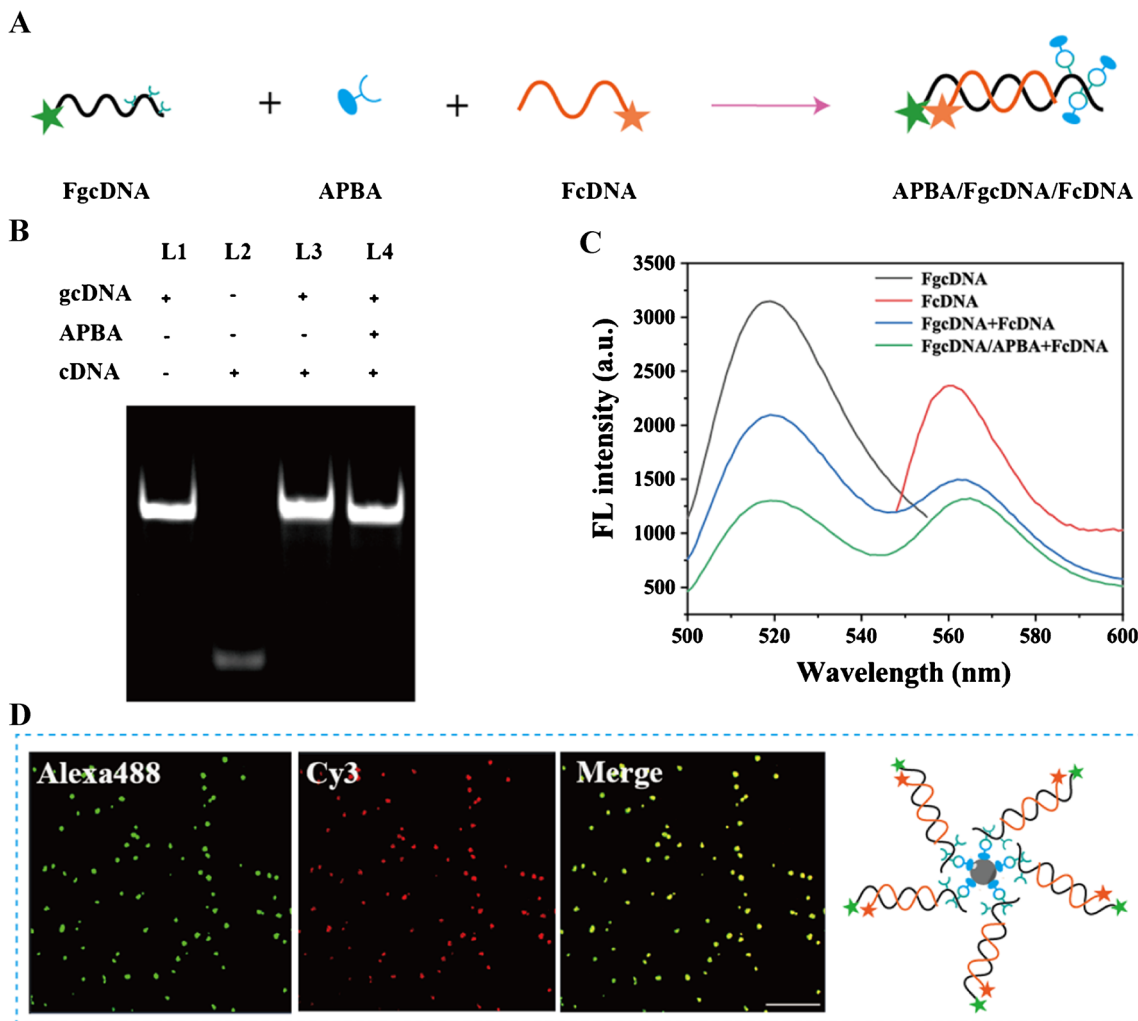 A
+ +
FgcDNA APBA FcDNA APBA/FgcDNA/FcDNA
B
L1 L2 L3 L4
gcDNA + - + +
APBA - - - +
cDNA - + + +
C
3500
3000
2500
2000
1500
1000
500
FL intensity (a.u.)
FgcDNA
FcDNA
FgcDNA+FcDNA
FgcDNA/APBA+FcDNA
500 520 540 560 580 600
Wavelength (nm)
D
Alexa488 Cy3 Merge